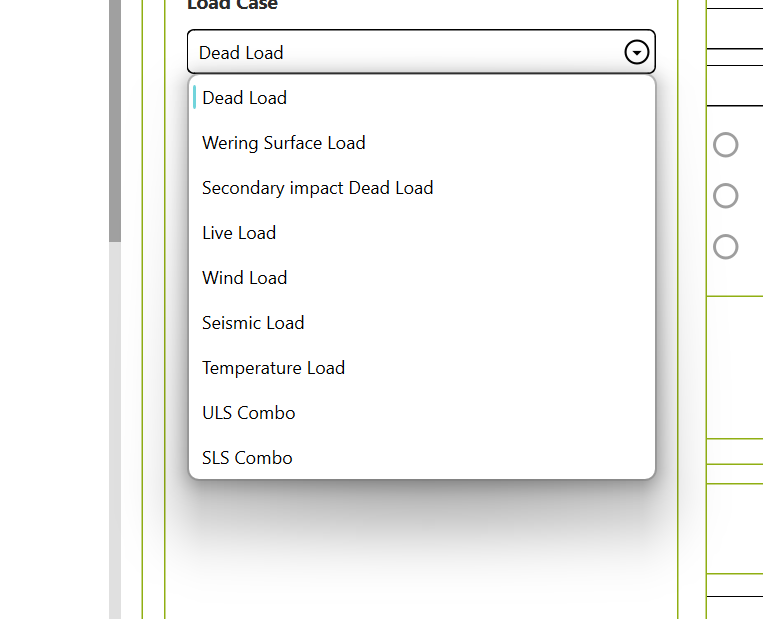 Load Case
Dead Load
Dead Load
Wering Surface Load
Secondary impact Dead Load
Live Load
Wind Load
Seismic Load
Temperature Load
ULS Combo
SLS Combo